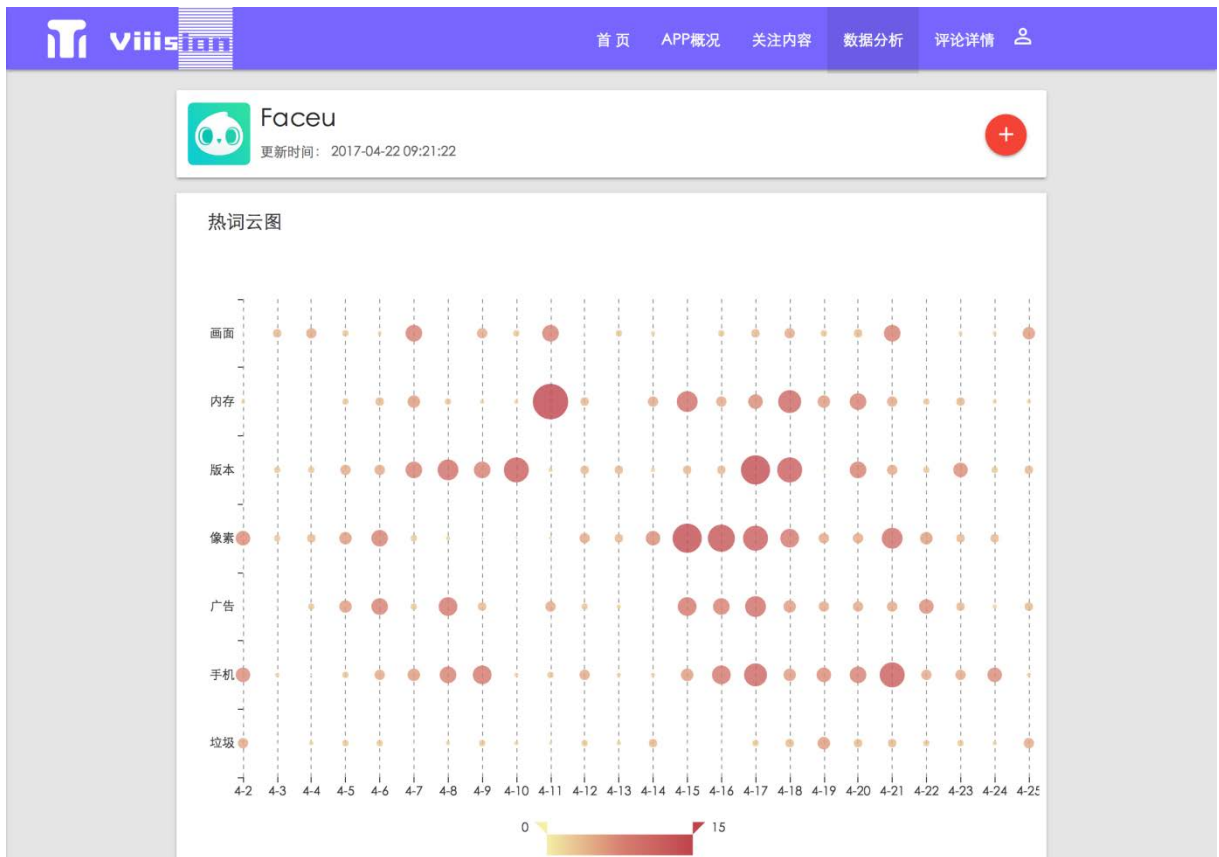 Viiision
首 页 APP概况 关注内容 数据分析 评论详情
Faceu
更新时间： 2017-04-22 09:21:22
+
热词云图
画面
内存
版本
像素
广告
手机
垃圾
4-2 4-3 4-4 4-5 4-6 4-7 4-8 4-9 4-10 4-11 4-12 4-13 4-14 4-15 4-16 4-17 4-18 4-19 4-20 4-21 4-22 4-23 4-24 4-25
0 15